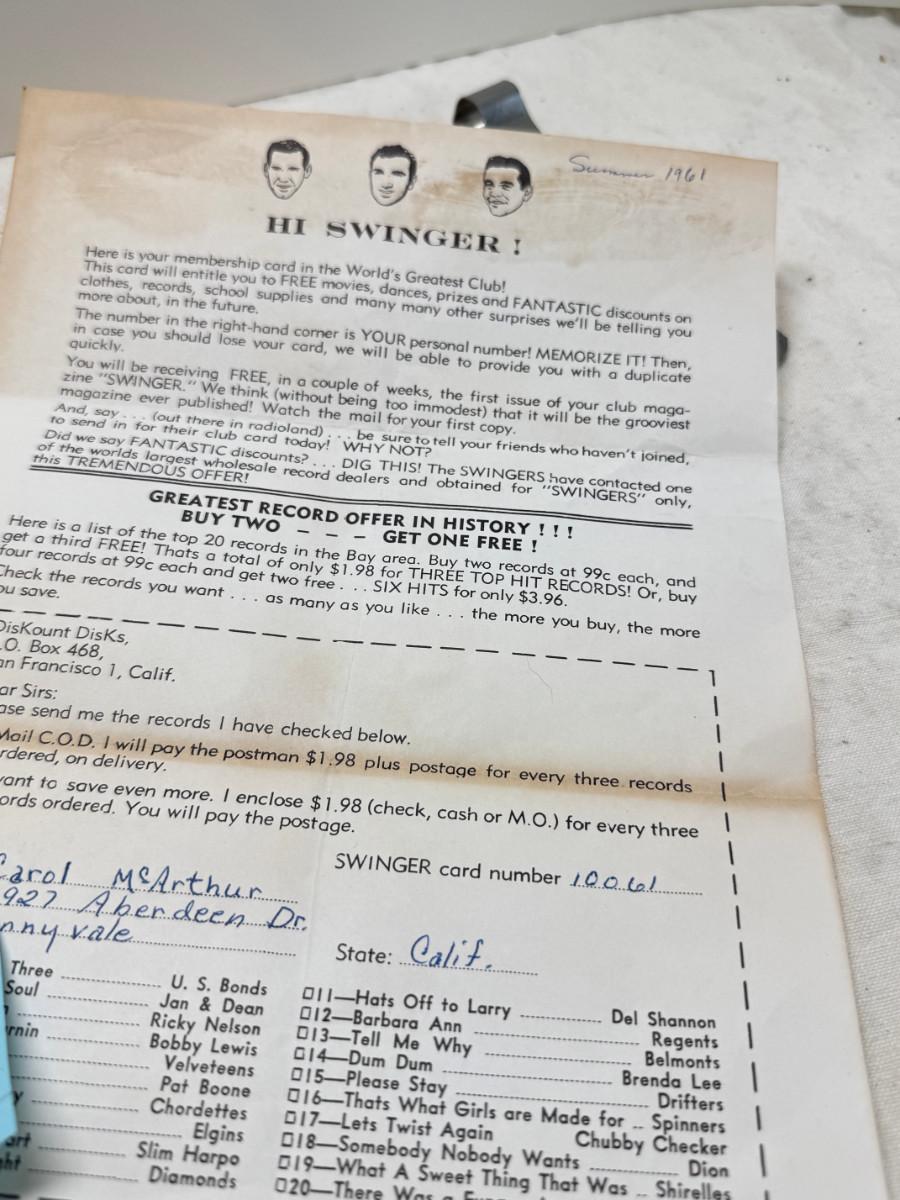 Summer 1961
HI SWINGER !
Here is your membership card in the World's Greatest Club!
This card will entitle you to FREE movies, dances, prizes and FANTASTIC discounts on
clothes, records, school supplies and many many other surprises we'll be telling you
more about, in the future.
The number in the right-hand corner is YOUR personal number! MEMORIZE IT! Then,
in case you should lose your card, we will be able to provide you with a duplicate
quickly.
You will be receiving FREE, in a couple of weeks, the first issue of your club maga-
zine "SWINGER." We think (without being too immodest) that it will be the grooviest
magazine ever published! Watch the mail for your first copy.
And, say . . . (out there in radioland) . . . be sure to tell your friends who haven't joined,
to send in for their club card today! WHY NOT?
Did we say FANTASTIC discounts? . . . DIG THIS! The SWINGERS have contacted one
of the worlds largest wholesale record dealers and obtained for "SWINGERS" only,
this TREMENDOUS OFFER!
GREATEST RECORD OFFER IN HISTORY ! ! !
BUY TWO – – – GET ONE FREE !
Here is a list of the top 20 records in the Bay area. Buy two records at 99c each, and
get a third FREE! Thats a total of only $1.98 for THREE TOP HIT RECORDS! Or, buy
four records at 99c each and get two free . . . SIX HITS for only $3.96.
Check the records you want . . . as many as you like . . . the more you buy, the more
ou save.
DisKount DisKs,
.O. Box 468,
an Francisco 1, Calif.
ar Sirs:
ase send me the records I have checked below.
Mail C.O.D. I will pay the postman $1.98 plus postage for every three records
rdered, on delivery.
want to save even more. I enclose $1.98 (check, cash or M.O.) for every three
ords ordered. You will pay the postage.
Carol McArthur
SWINGER card number 10061
927 Aberdeen Dr.
nnyvale
State: Calif.
Three U. S. Bonds
Soul Jan & Dean
Ricky Nelson
rnin Bobby Lewis
Velveteens
Pat Boone
y Chordettes
Elgins
art Slim Harpo
ht Diamonds
□11—Hats Off to Larry Del Shannon
□12—Barbara Ann Regents
□13—Tell Me Why Belmonts
□14—Dum Dum Brenda Lee
□15—Please Stay Drifters
□16—Thats What Girls are Made for .. Spinners
□17—Lets Twist Again Chubby Checker
□18—Somebody Nobody Wants Dion
□19—What A Sweet Thing That Was .. Shirelles
□20—There Was a